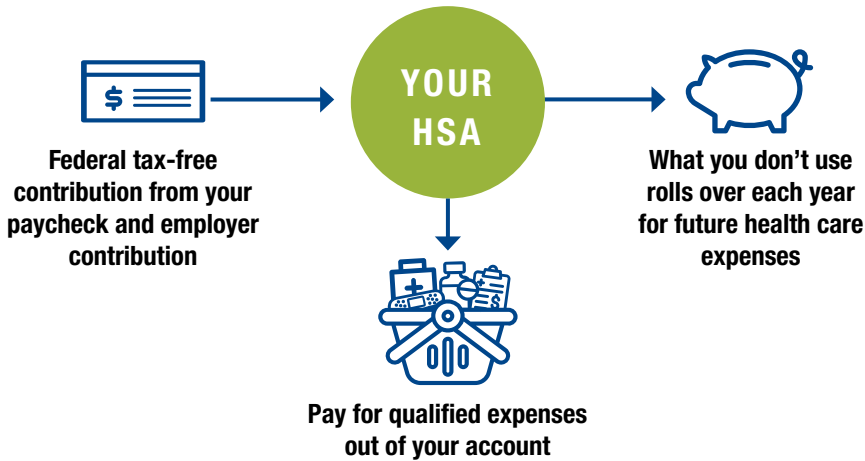 YOUR
HSA
$
Federal tax-free
contribution from your
paycheck and employer
contribution
What you don’t use
rolls over each year
for future health care
expenses
$
Pay for qualified expenses
out of your account